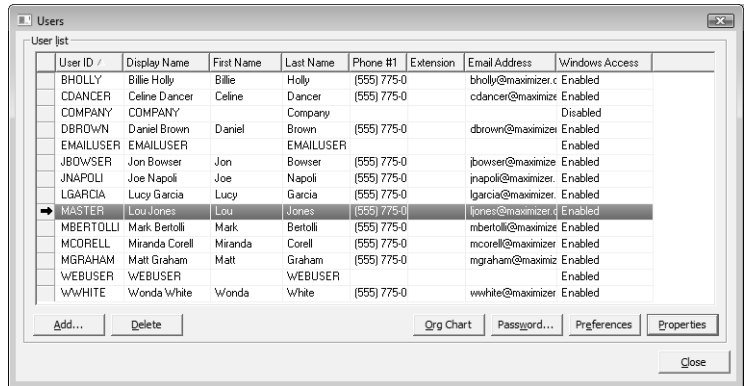 Users
User list
User ID Display Name First Name Last Name Phone #1 Extension Email Address Windows Access
BHOLLY Billie Holly Billie Holly (555) 775-0 bholly@maximizer.c Enabled
CDANCER Celine Dancer Celine Dancer (555) 775-0 cdancer@maximize Enabled
COMPANY COMPANY Company Disabled
DBROWN Daniel Brown Daniel Brown (555) 775-0 dbrown@maximizer Enabled
EMAILUSER EMAILUSER EMAILUSER Enabled
JBOWSER Jon Bowser Jon Bowser (555) 775-0 jbowser@maximize Enabled
JNAPOLI Joe Napoli Joe Napoli (555) 775-0 jnapoli@maximizer. Enabled
LGARCIA Lucy Garcia Lucy Garcia (555) 775-0 lgarcia@maximizer. Enabled
MASTER Lou Jones Lou Jones (555) 775-0 ljones@maximizer.c Enabled
MBERTOLLI Mark Bertolli Mark Bertolli (555) 775-0 mbertolli@maximize Enabled
MCORELL Miranda Corell Miranda Corell (555) 775-0 mcorell@maximizer Enabled
MGRAHAM Matt Graham Matt Graham (555) 775-0 mgraham@maximiz Enabled
WEBUSER WEBUSER WEBUSER Enabled
WWHITE Wonda White Wonda White (555) 775-0 wwhite@maximizer Enabled
Add... Delete Org Chart Password... Preferences Properties
Close